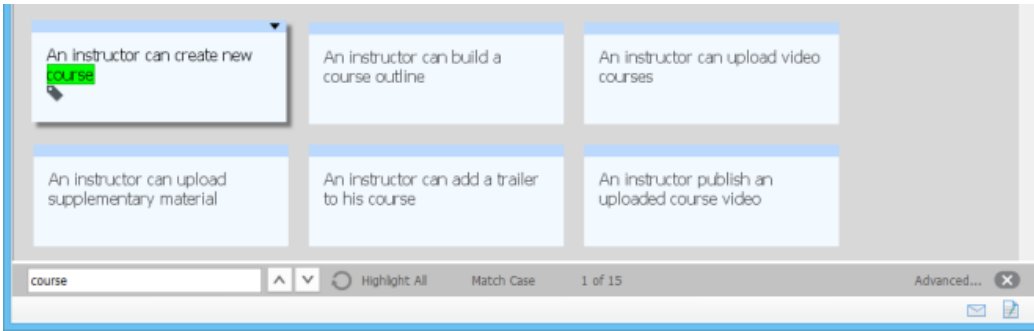 An instructor can create new
course
An instructor can build a
course outline
An instructor can upload video
courses
An instructor can upload
supplementary material
An instructor can add a trailer
to his course
An instructor publish an
uploaded course video
course
Highlight All
Match Case
1 of 15
Advanced...